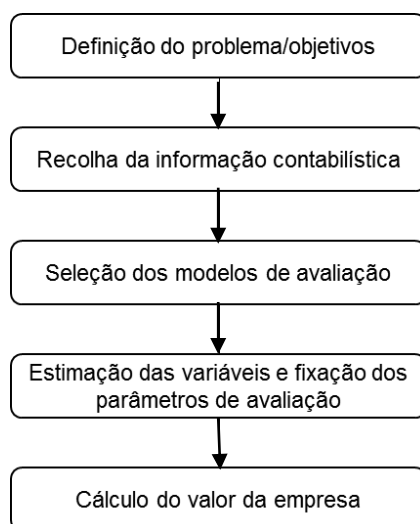 Definição do problema/objetivos
Recolha da informação contabilística
Seleção dos modelos de avaliação
Estimação das variáveis e fixação dos
parâmetros de avaliação
Cálculo do valor da empresa